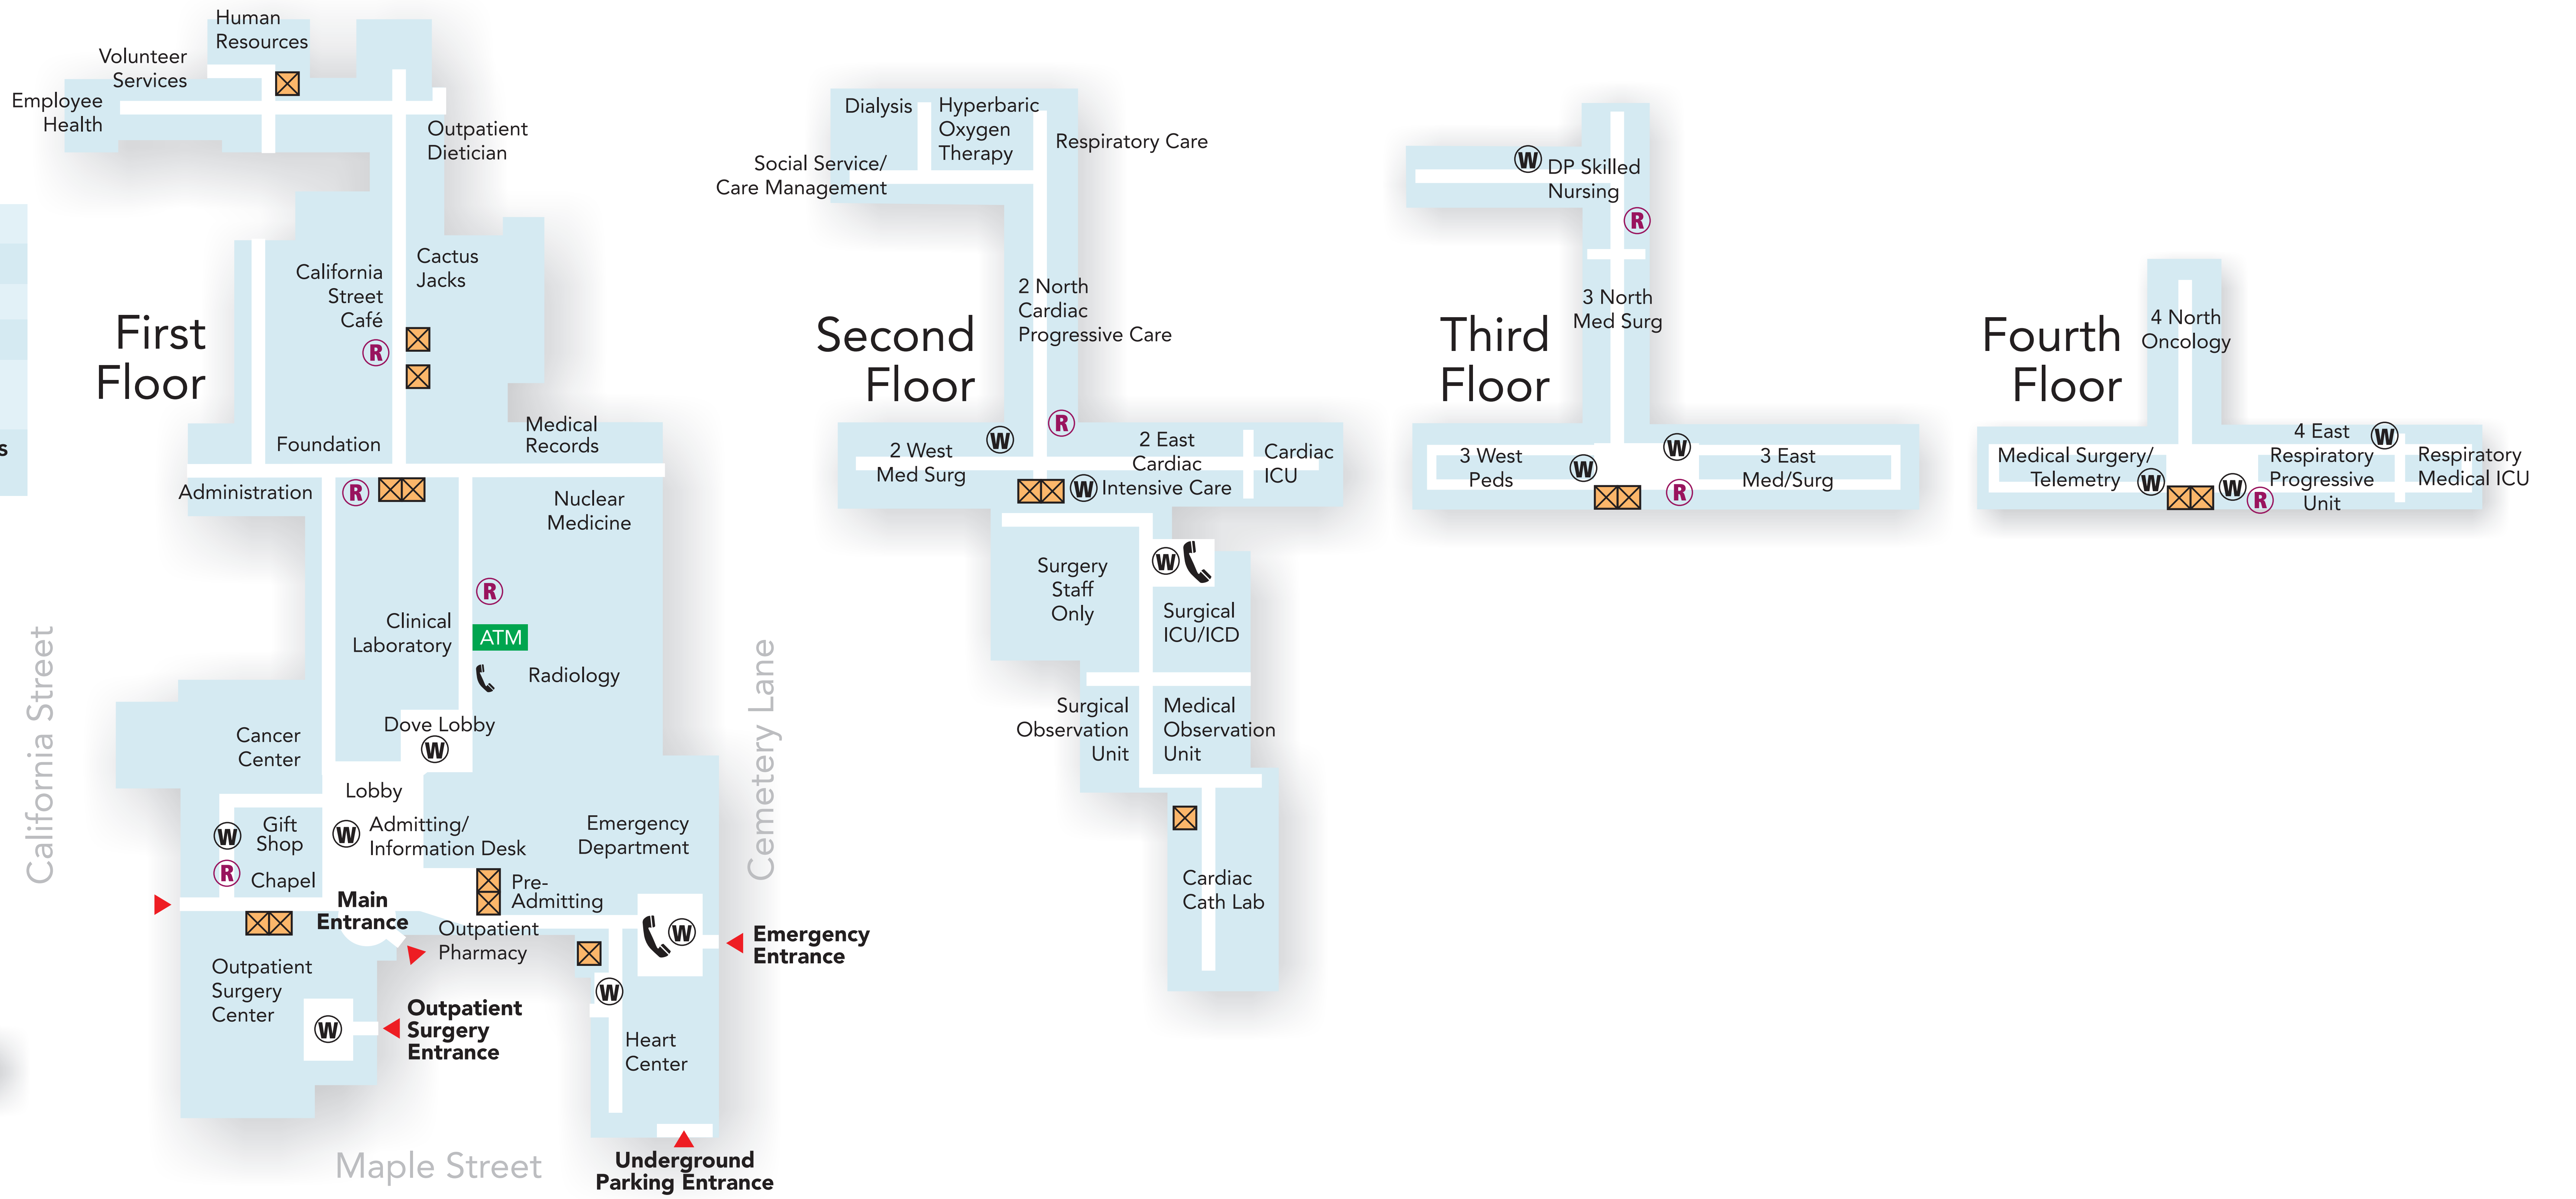 Human
Resources
Volunteer
Services
Employee
Health
Outpatient
Dietician
California
Street
Café
Cactus
Jacks
R
First
Floor
Foundation
Medical
Records
Administration
R
Nuclear
Medicine
R
Clinical
Laboratory
ATM
Radiology
Dove Lobby
W
Cancer
Center
Lobby
W
Gift
Shop
W
Admitting/
Information Desk
Emergency
Department
R
Chapel
Pre-
Admitting
Main
Entrance
Outpatient
Pharmacy
W
Emergency
Entrance
Outpatient
Surgery
Center
W
Outpatient
Surgery
Entrance
W
Heart
Center
Underground
Parking Entrance
California Street
Cemetery Lane
Maple Street
s
Dialysis
Hyperbaric
Oxygen
Therapy
Respiratory Care
Social Service/
Care Management
2 North
Cardiac
Progressive Care
Second
Floor
R
2 West
Med Surg
W
2 East
Cardiac
Intensive Care
W
Cardiac
ICU
Surgery
Staff
Only
W
Surgical
ICU/ICD
Surgical
Observation
Unit
Medical
Observation
Unit
Cardiac
Cath Lab
W
DP Skilled
Nursing
R
3 North
Med Surg
Third
Floor
3 West
Peds
W
W
R
3 East
Med/Surg
4 North
Oncology
Fourth
Floor
Medical Surgery/
Telemetry
W
W
R
4 East
Respiratory
Progressive
Unit
W
Respiratory
Medical ICU